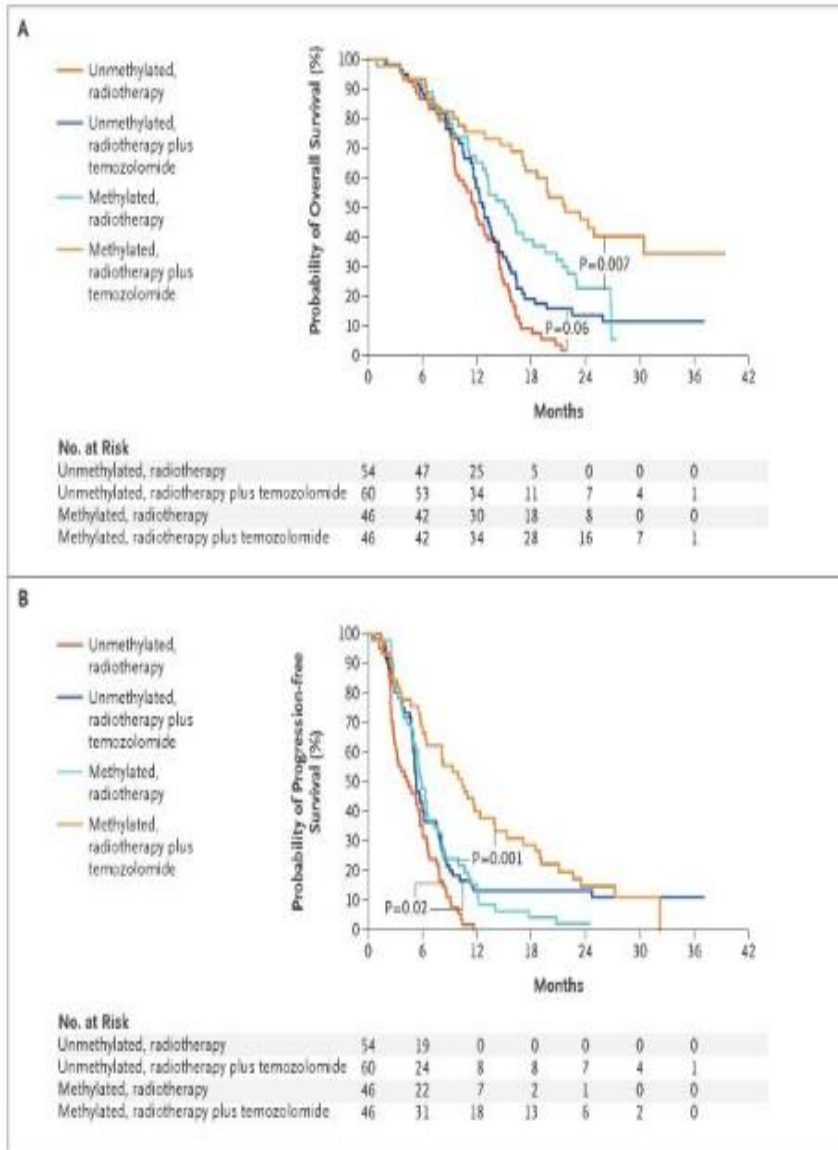 A
Unmethylated,
radiotherapy
Unmethylated,
radiotherapy plus
temozolomide
Methylated,
radiotherapy
Methylated,
radiotherapy plus
temozolomide
Probability of Overall Survival (%)
100
90
80
70
60
50
40
30
20
10
0
P=0.007
P=0.06
0 6 12 18 24 30 36 42
Months
No. at Risk
Unmethylated, radiotherapy 54 47 25 5 0 0 0
Unmethylated, radiotherapy plus temozolomide 60 53 34 11 7 4 1
Methylated, radiotherapy 46 42 30 18 8 0 0
Methylated, radiotherapy plus temozolomide 46 42 34 28 16 7 1
B
Unmethylated,
radiotherapy
Unmethylated,
radiotherapy plus
temozolomide
Methylated,
radiotherapy
Methylated,
radiotherapy plus
temozolomide
Probability of Progression-free
Survival (%)
100
90
80
70
60
50
40
30
20
10
0
P=0.001
P=0.02
0 6 12 18 24 30 36 42
Months
No. at Risk
Unmethylated, radiotherapy 54 19 0 0 0 0 0
Unmethylated, radiotherapy plus temozolomide 60 24 8 8 7 4 1
Methylated, radiotherapy 46 22 7 2 1 0 0
Methylated, radiotherapy plus temozolomide 46 31 18 13 6 2 0